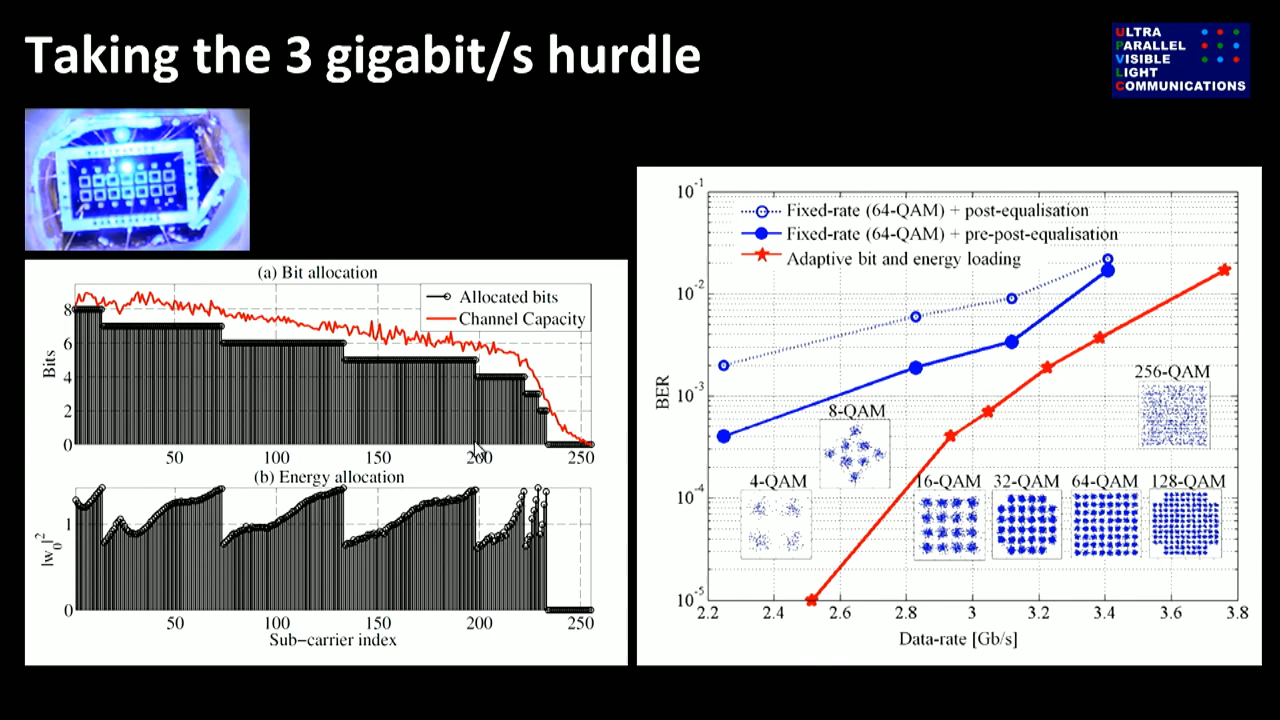 Taking the 3 gigabit/s hurdle
ULTRA
PARALLEL
VISIBLE
LIGHT
COMMUNICATIONS
(a) Bit allocation
Allocated bits
Channel Capacity
Bits
8
6
4
2
0
50
100
150
200
250
(b) Energy allocation
|w₀|²
1
0
50
100
150
200
250
Sub−carrier index
Fixed-rate (64-QAM) + post-equalisation
Fixed-rate (64-QAM) + pre-post-equalisation
Adaptive bit and energy loading
BER
10⁻¹
10⁻²
10⁻³
10⁻⁴
10⁻⁵
256-QAM
8-QAM
4-QAM
16-QAM
32-QAM
64-QAM
128-QAM
2.2
2.4
2.6
2.8
3
3.2
3.4
3.6
3.8
Data-rate [Gb/s]